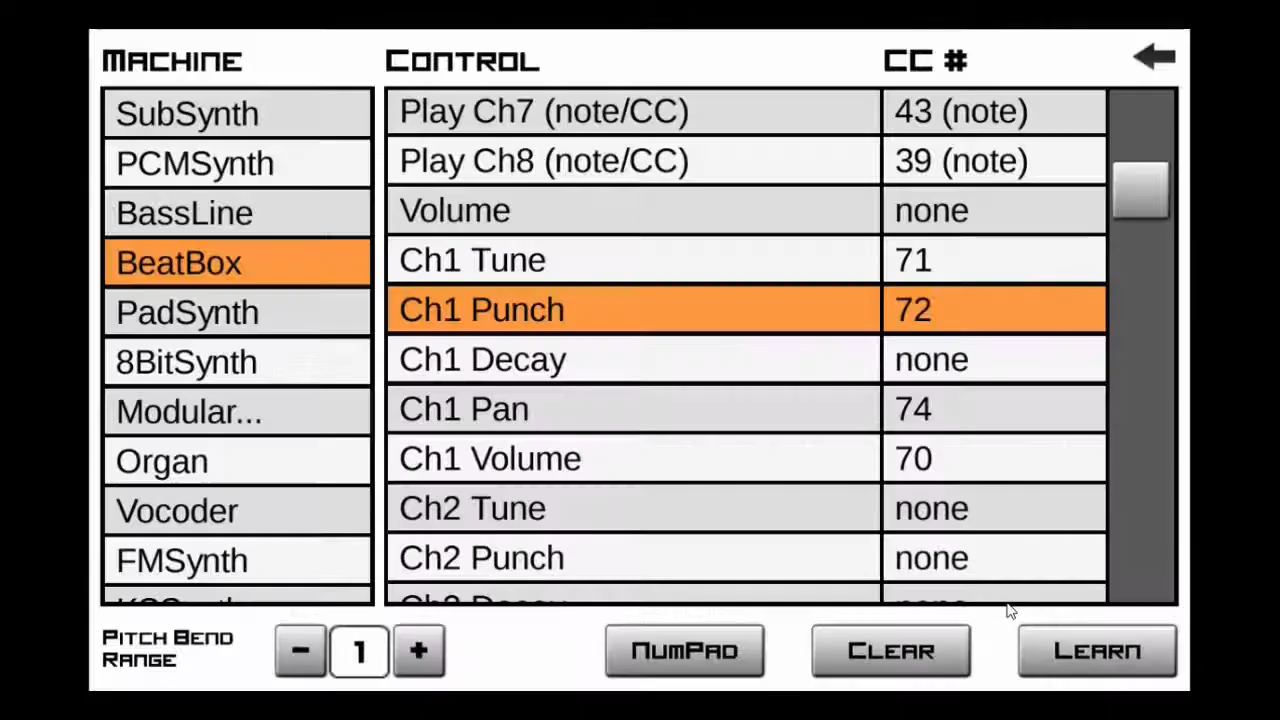 Machine Control CC #
SubSynth
PCMSynth
BassLine
BeatBox
PadSynth
8BitSynth
Modular...
Organ
Vocoder
FMSynth
Play Ch7 (note/CC) 43 (note)
Play Ch8 (note/CC) 39 (note)
Volume none
Ch1 Tune 71
Ch1 Punch 72
Ch1 Decay none
Ch1 Pan 74
Ch1 Volume 70
Ch2 Tune none
Ch2 Punch none
Pitch Bend
Range
- 1 +
NumPad
Clear
Learn